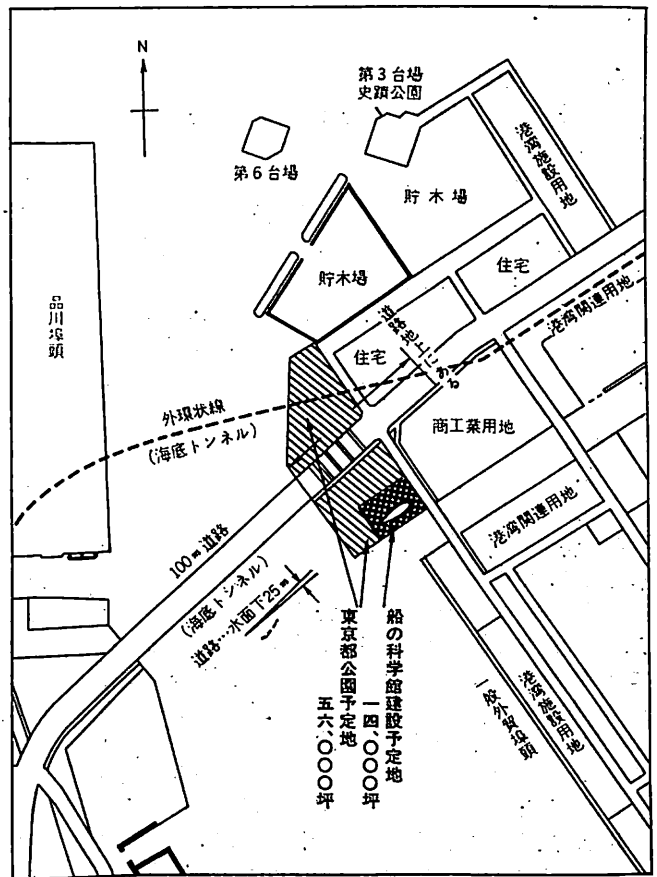 N
第3台場
史蹟公園
第6台場
港湾施設用地
貯木場
貯木場
住宅
住宅
道路地上にある
港湾関連用地
品川埠頭
外環状線
(海底トンネル)
商工業用地
港湾関連用地
100m道路
(海底トンネル)
道路…水面下25m
船の科学館建設予定地
一四、〇〇〇坪
東京都公園予定地
五六、〇〇〇坪
港湾施設用地
一般外貿埠頭